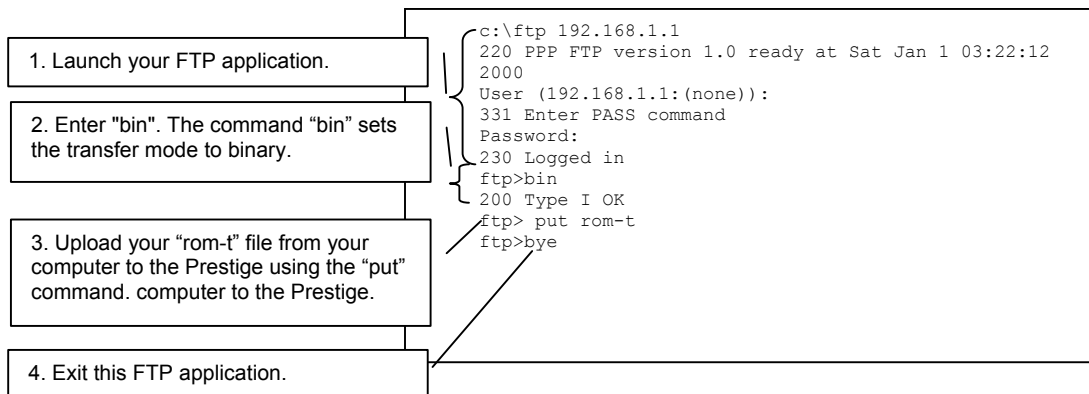 c:\ftp 192.168.1.1
220 PPP FTP version 1.0 ready at Sat Jan 1 03:22:12
2000
User (192.168.1.1:(none)):
331 Enter PASS command
Password:
230 Logged in
ftp>bin
200 Type I OK
ftp> put rom-t
ftp>bye
1. Launch your FTP application.
2. Enter "bin". The command “bin” sets
the transfer mode to binary.
3. Upload your “rom-t” file from your
computer to the Prestige using the “put”
command. computer to the Prestige.
4. Exit this FTP application.